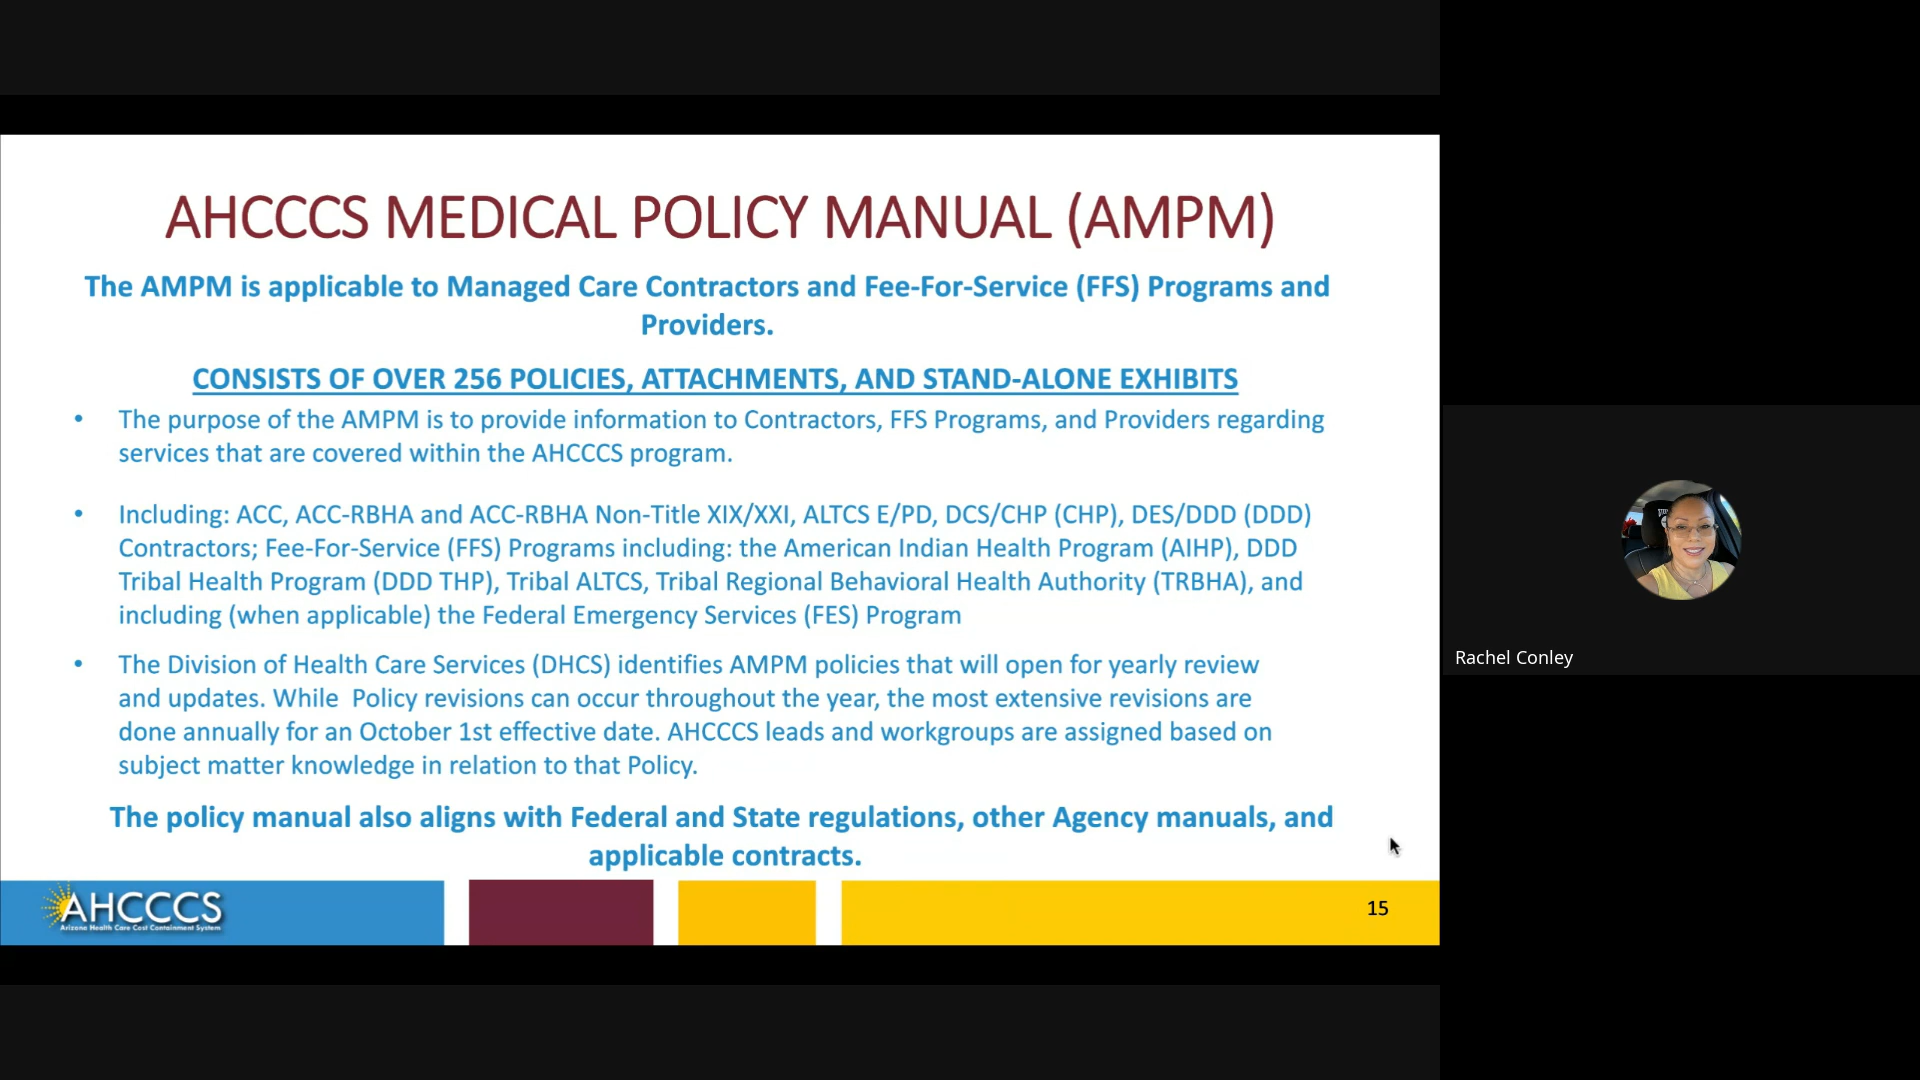 AHCCCS MEDICAL POLICY MANUAL (AMPM)
The AMPM is applicable to Managed Care Contractors and Fee-For-Service (FFS) Programs and
Providers.
CONSISTS OF OVER 256 POLICIES, ATTACHMENTS, AND STAND-ALONE EXHIBITS
• The purpose of the AMPM is to provide information to Contractors, FFS Programs, and Providers regarding
services that are covered within the AHCCCS program.
• Including: ACC, ACC-RBHA and ACC-RBHA Non-Title XIX/XXI, ALTCS E/PD, DCS/CHP (CHP), DES/DDD (DDD)
Contractors; Fee-For-Service (FFS) Programs including: the American Indian Health Program (AIHP), DDD
Tribal Health Program (DDD THP), Tribal ALTCS, Tribal Regional Behavioral Health Authority (TRBHA), and
including (when applicable) the Federal Emergency Services (FES) Program
• The Division of Health Care Services (DHCS) identifies AMPM policies that will open for yearly review
and updates. While Policy revisions can occur throughout the year, the most extensive revisions are
done annually for an October 1st effective date. AHCCCS leads and workgroups are assigned based on
subject matter knowledge in relation to that Policy.
The policy manual also aligns with Federal and State regulations, other Agency manuals, and
applicable contracts.
AHCCCS
Arizona Health Care Cost Containment System
15
Rachel Conley